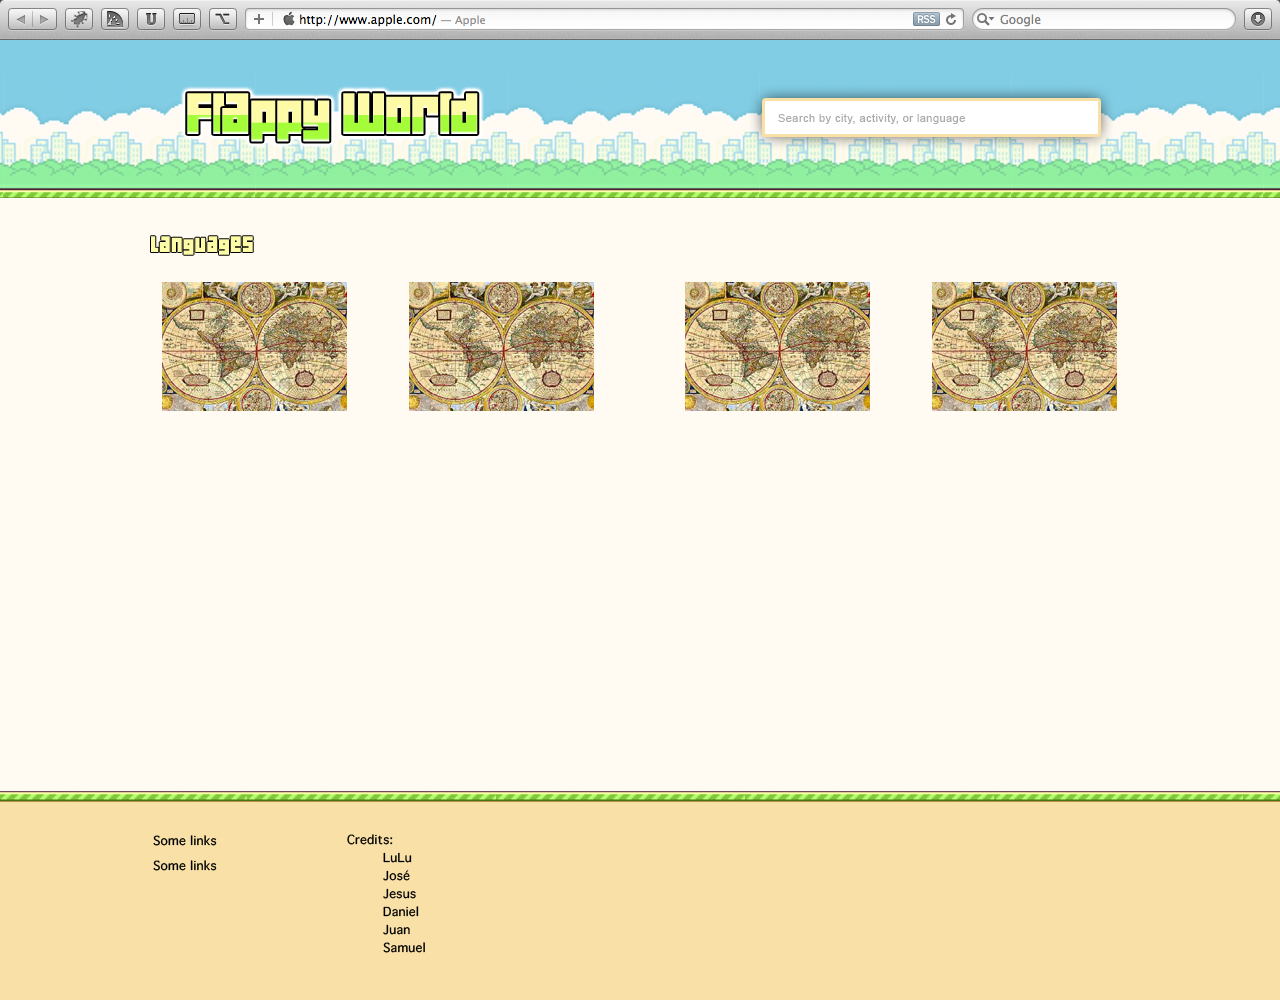 http://www.apple.com/ — Apple
RSS
Google
U
Flappy World
Search by city, activity, or language
Languages
Some links
Some links
Credits:
LuLu
José
Jesus
Daniel
Juan
Samuel